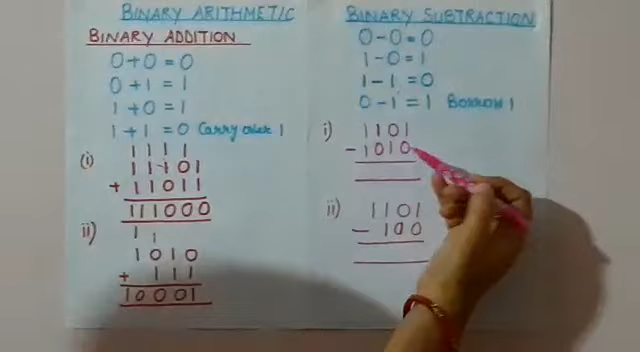 BINARY ARITHMETIC
BINARY ADDITION
0 + 0 = 0
0 + 1 = 1
1 + 0 = 1
1 + 1 = 0 Carry over 1
(i)
1 1 1 1
1 1 1 0 1
+ 1 1 0 1 1
1 1 1 0 0 0
ii)
1 1
1 0 1 0
+ 1 1 1
1 0 0 0 1
BINARY SUBTRACTION
0 - 0 = 0
1 - 0 = 1
1 - 1 = 0
0 - 1 = 1 Borrow 1
i)
1 1 0 1
- 1 0 1 0
ii)
1 1 0 1
- 1 0 0